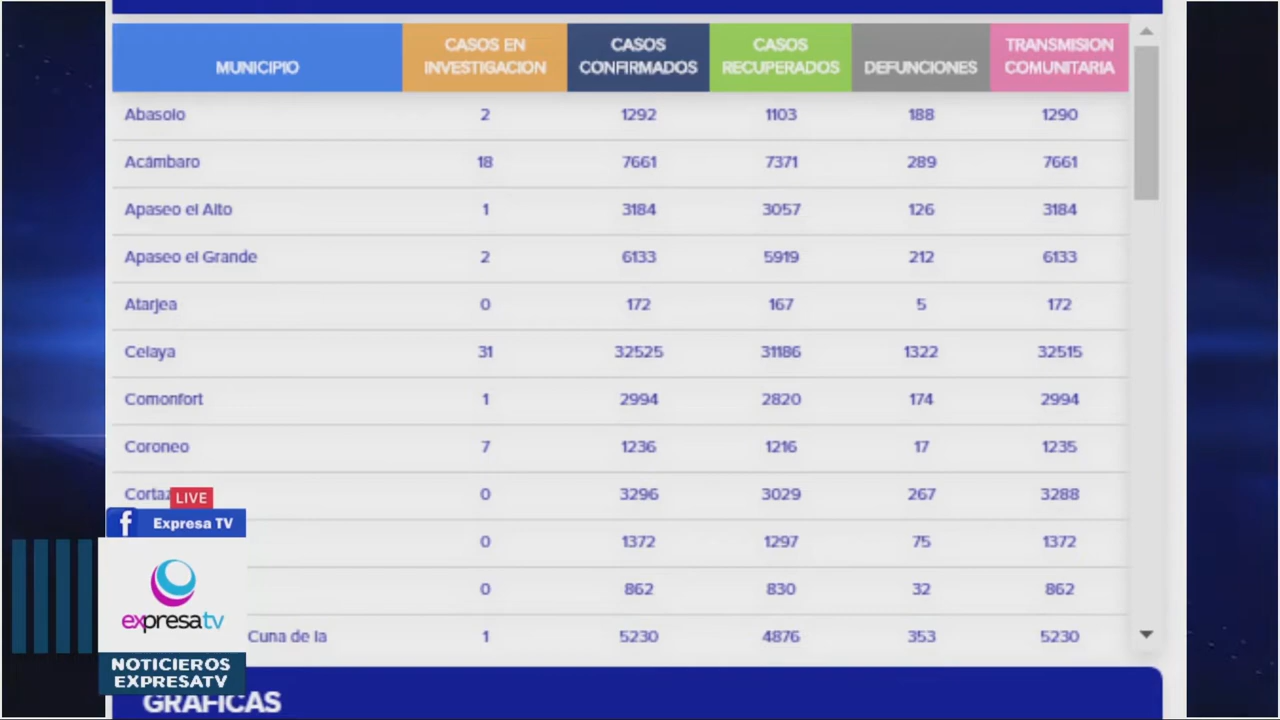 MUNICIPIO CASOS EN INVESTIGACION CASOS CONFIRMADOS CASOS RECUPERADOS DEFUNCIONES TRANSMISION COMUNITARIA
Abasolo 2 1292 1103 188 1290
Acámbaro 18 7661 7371 289 7661
Apaseo el Alto 1 3184 3057 126 3184
Apaseo el Grande 2 6133 5919 212 6133
Atarjea 0 172 167 5 172
Celaya 31 32525 31186 1322 32515
Comonfort 1 2994 2820 174 2994
Coroneo 7 1236 1216 17 1235
0 3296 3029 267 3288
0 1372 1297 75 1372
0 862 830 32 862
Cuna de la 1 5230 4876 353 5230
GRÁFICAS
LIVE
f Expresa TV
expresatv
NOTICIEROS
EXPRESATV